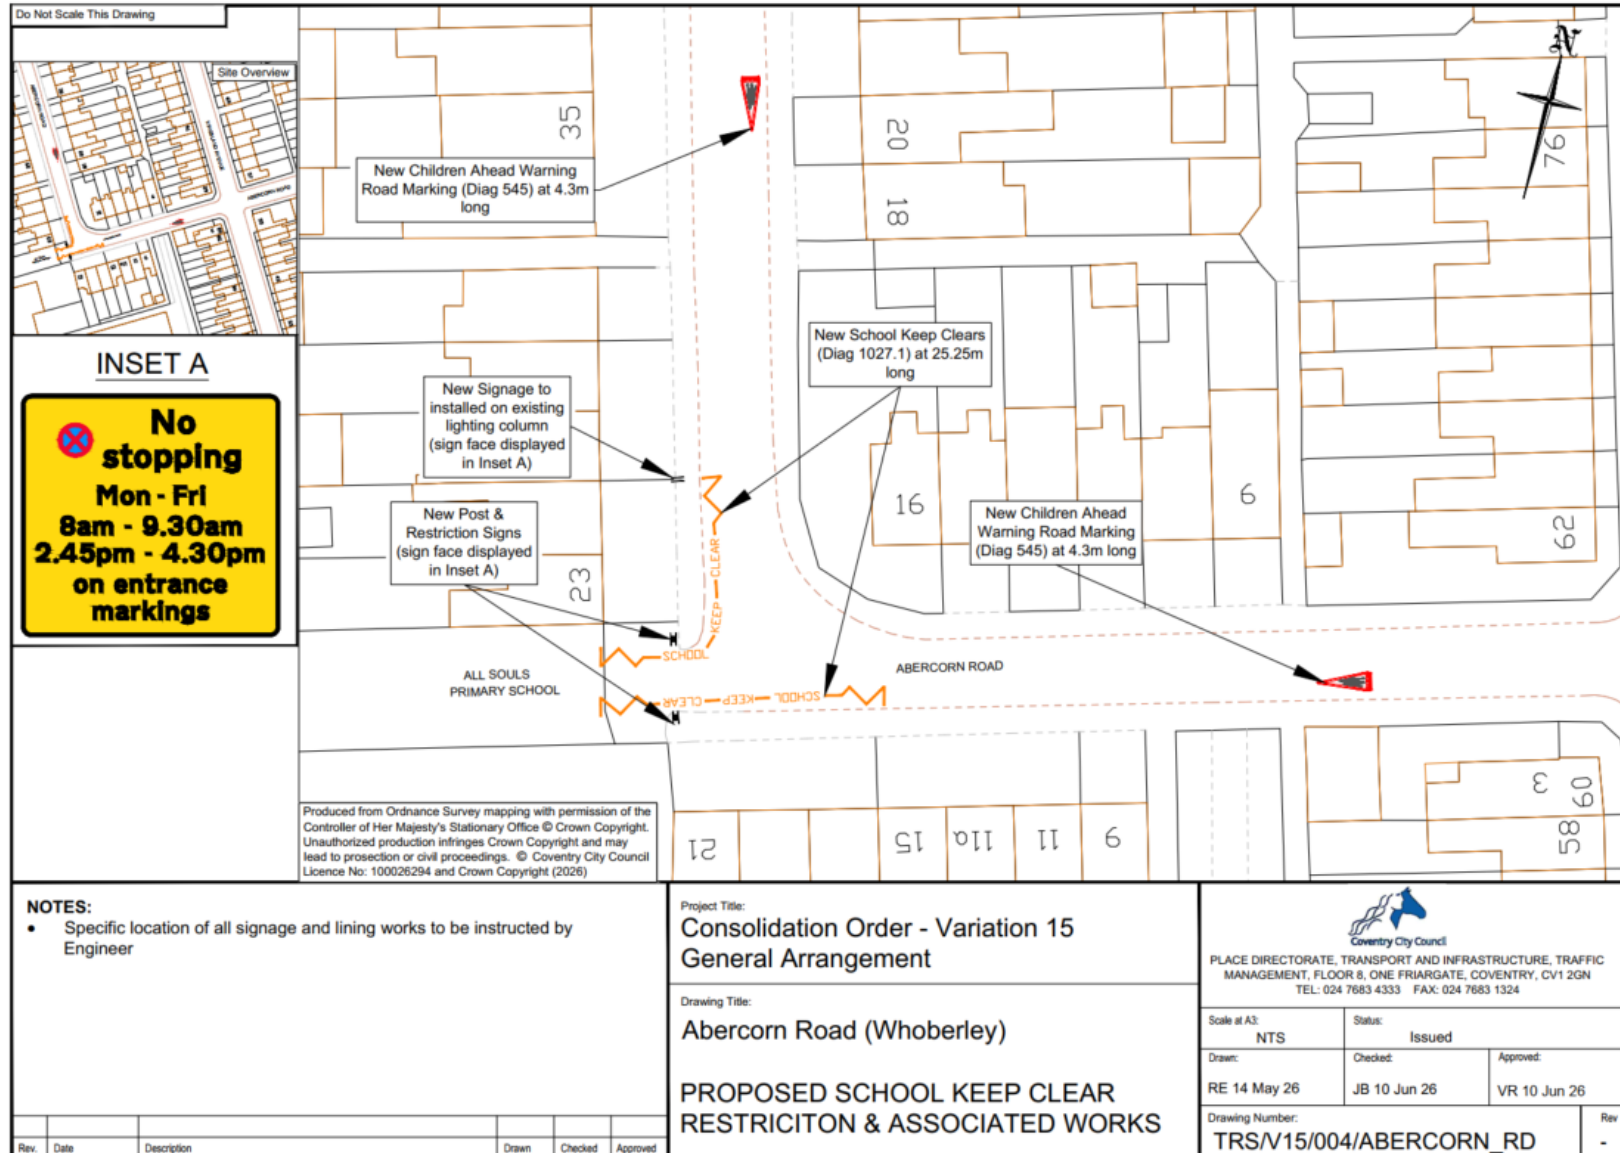 Do Not Scale This Drawing
Site Overview
INSET A
No
stopping
Mon - Fri
8am - 9.30am
2.45pm - 4.30pm
on entrance
markings
35
New Children Ahead Warning
Road Marking (Diag 545) at 4.3m
long
20
18
N
76
New School Keep Clears
(Diag 1027.1) at 25.25m
long
New Signage to
installed on existing
lighting column
(sign face displayed
in Inset A)
New Post &
Restriction Signs
(sign face displayed
in Inset A)
23
16
New Children Ahead
Warning Road Marking
(Diag 545) at 4.3m long
9
62
SCHOOL
KEEP
CLEAR
ALL SOULS
PRIMARY SCHOOL
ABERCORN ROAD
SCHOOL
KEEP
CLEAR
21
15
11a
11
9
3
58 60
Produced from Ordnance Survey mapping with permission of the
Controller of Her Majesty's Stationary Office © Crown Copyright.
Unauthorized production infringes Crown Copyright and may
lead to prosection or civil proceedings. © Coventry City Council
Licence No: 100026294 and Crown Copyright (2026)
NOTES:
• Specific location of all signage and lining works to be instructed by
Engineer
Rev. Date Description Drawn Checked Approved
Project Title:
Consolidation Order - Variation 15
General Arrangement
Drawing Title:
Abercorn Road (Whoberley)
PROPOSED SCHOOL KEEP CLEAR
RESTRICITON & ASSOCIATED WORKS
Coventry City Council
PLACE DIRECTORATE, TRANSPORT AND INFRASTRUCTURE, TRAFFIC
MANAGEMENT, FLOOR 8, ONE FRIARGATE, COVENTRY, CV1 2GN
TEL: 024 7683 4333 FAX: 024 7683 1324
Scale at A3:
NTS
Status:
Issued
Drawn:
RE 14 May 26
Checked:
JB 10 Jun 26
Approved:
VR 10 Jun 26
Drawing Number:
TRS/V15/004/ABERCORN_RD
Rev
-